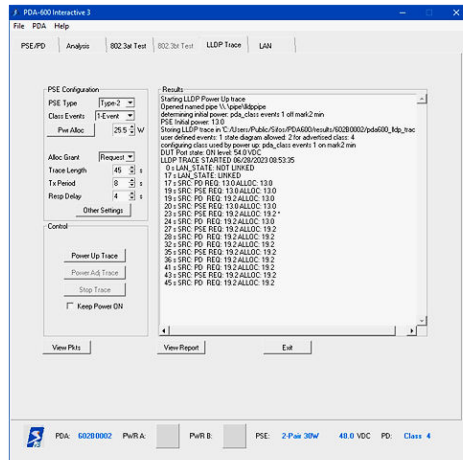 PDA-600 Interactive 3
File PDA Help
PSE/PD Analysis 802.3at Test 802.3bt Test LLDP Trace LAN
PSE Configuration
PSE Type Type-2
Class Events 1-Event
Pwr Alloc 25.5 W
Alloc Grant Request
Trace Length 45 s
Tx Period 8 s
Resp Delay 4 s
Other Settings
Control
Power Up Trace
Power Adj Trace
Stop Trace
Keep Power ON
View Pkts
Results
Starting LLDP Power Up trace
Opened named pipe \\.\pipe\lldppipe
determining initial power: pda_class events 1 off mark2 min
PSE Initial power: 13.0
Storing LLDP trace in 'C:/Users/Public/Sifos/PDA600/results/602B0002/pda600_lldp_trac
user defined events: 1 state diagram allowed: 2 for advertised class: 4
configuring class used by power up: pda_class events 1 on mark2 min
DUT Port state: ON level: 54.0 VDC
LLDP TRACE STARTED 06/28/2023 08:53:35
0 s LAN_STATE: NOT LINKED
17 s LAN_STATE: LINKED
17 s SRC: PD REQ: 13.0 ALLOC: 13.0
19 s SRC: PSE REQ: 13.0 ALLOC: 13.0
19 s SRC: PD REQ: 19.2 ALLOC: 13.0
20 s SRC: PSE REQ: 13.0 ALLOC: 13.0
23 s SRC: PSE REQ: 19.2 ALLOC: 19.2 *
24 s SRC: PD REQ: 19.2 ALLOC: 13.0
27 s SRC: PSE REQ: 19.2 ALLOC: 19.2
28 s SRC: PD REQ: 19.2 ALLOC: 19.2
32 s SRC: PD REQ: 19.2 ALLOC: 19.2
35 s SRC: PSE REQ: 19.2 ALLOC: 19.2
36 s SRC: PD REQ: 19.2 ALLOC: 19.2
41 s SRC: PD REQ: 19.2 ALLOC: 19.2
43 s SRC: PSE REQ: 19.2 ALLOC: 19.2
45 s SRC: PD REQ: 19.2 ALLOC: 19.2
View Report Exit
PDA: 602B0002 PWR A: PWR B: PSE: 2-Pair 30W 48.0 VDC PD: Class 4